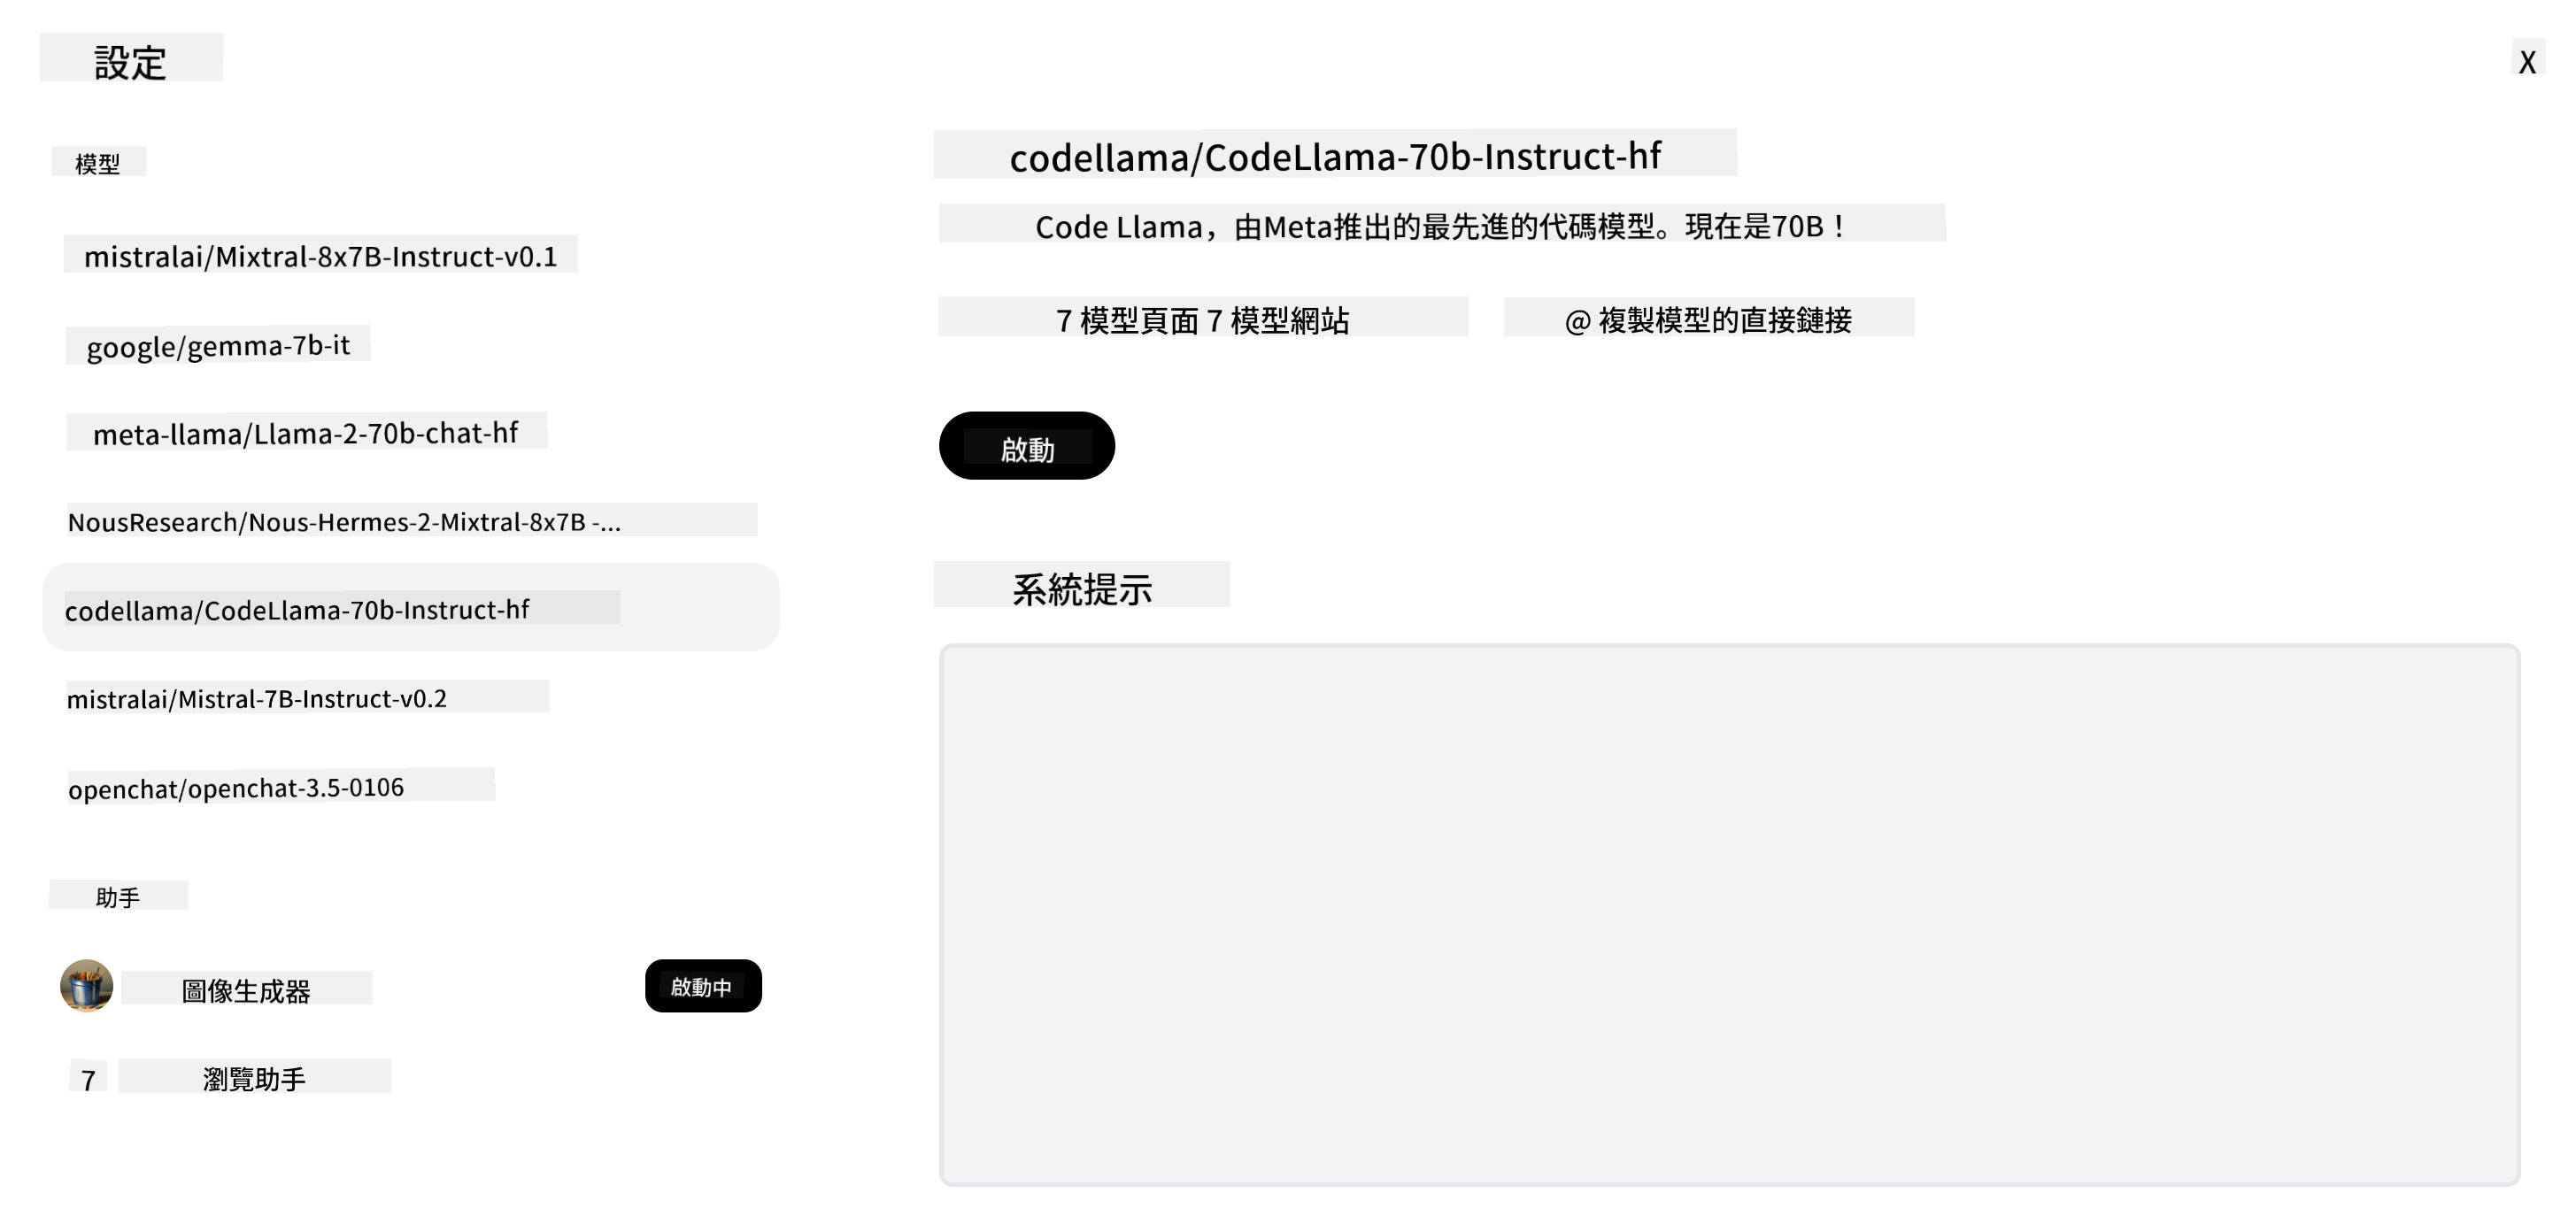 設定
X
模型
mistralai/Mixtral-8x7B-Instruct-v0.1
google/gemma-7b-it
meta-llama/Llama-2-70b-chat-hf
NousResearch/Nous-Hermes-2-Mixtral-8x7B -...
codellama/CodeLlama-70b-Instruct-hf
mistralai/Mistral-7B-Instruct-v0.2
openchat/openchat-3.5-0106
助手
圖像生成器
啟動中
7 瀏覽助手
codellama/CodeLlama-70b-Instruct-hf
Code Llama，由Meta推出的最先進的代碼模型。現在是70B！
7 模型頁面 7 模型網站
@ 複製模型的直接鏈接
啟動
系統提示